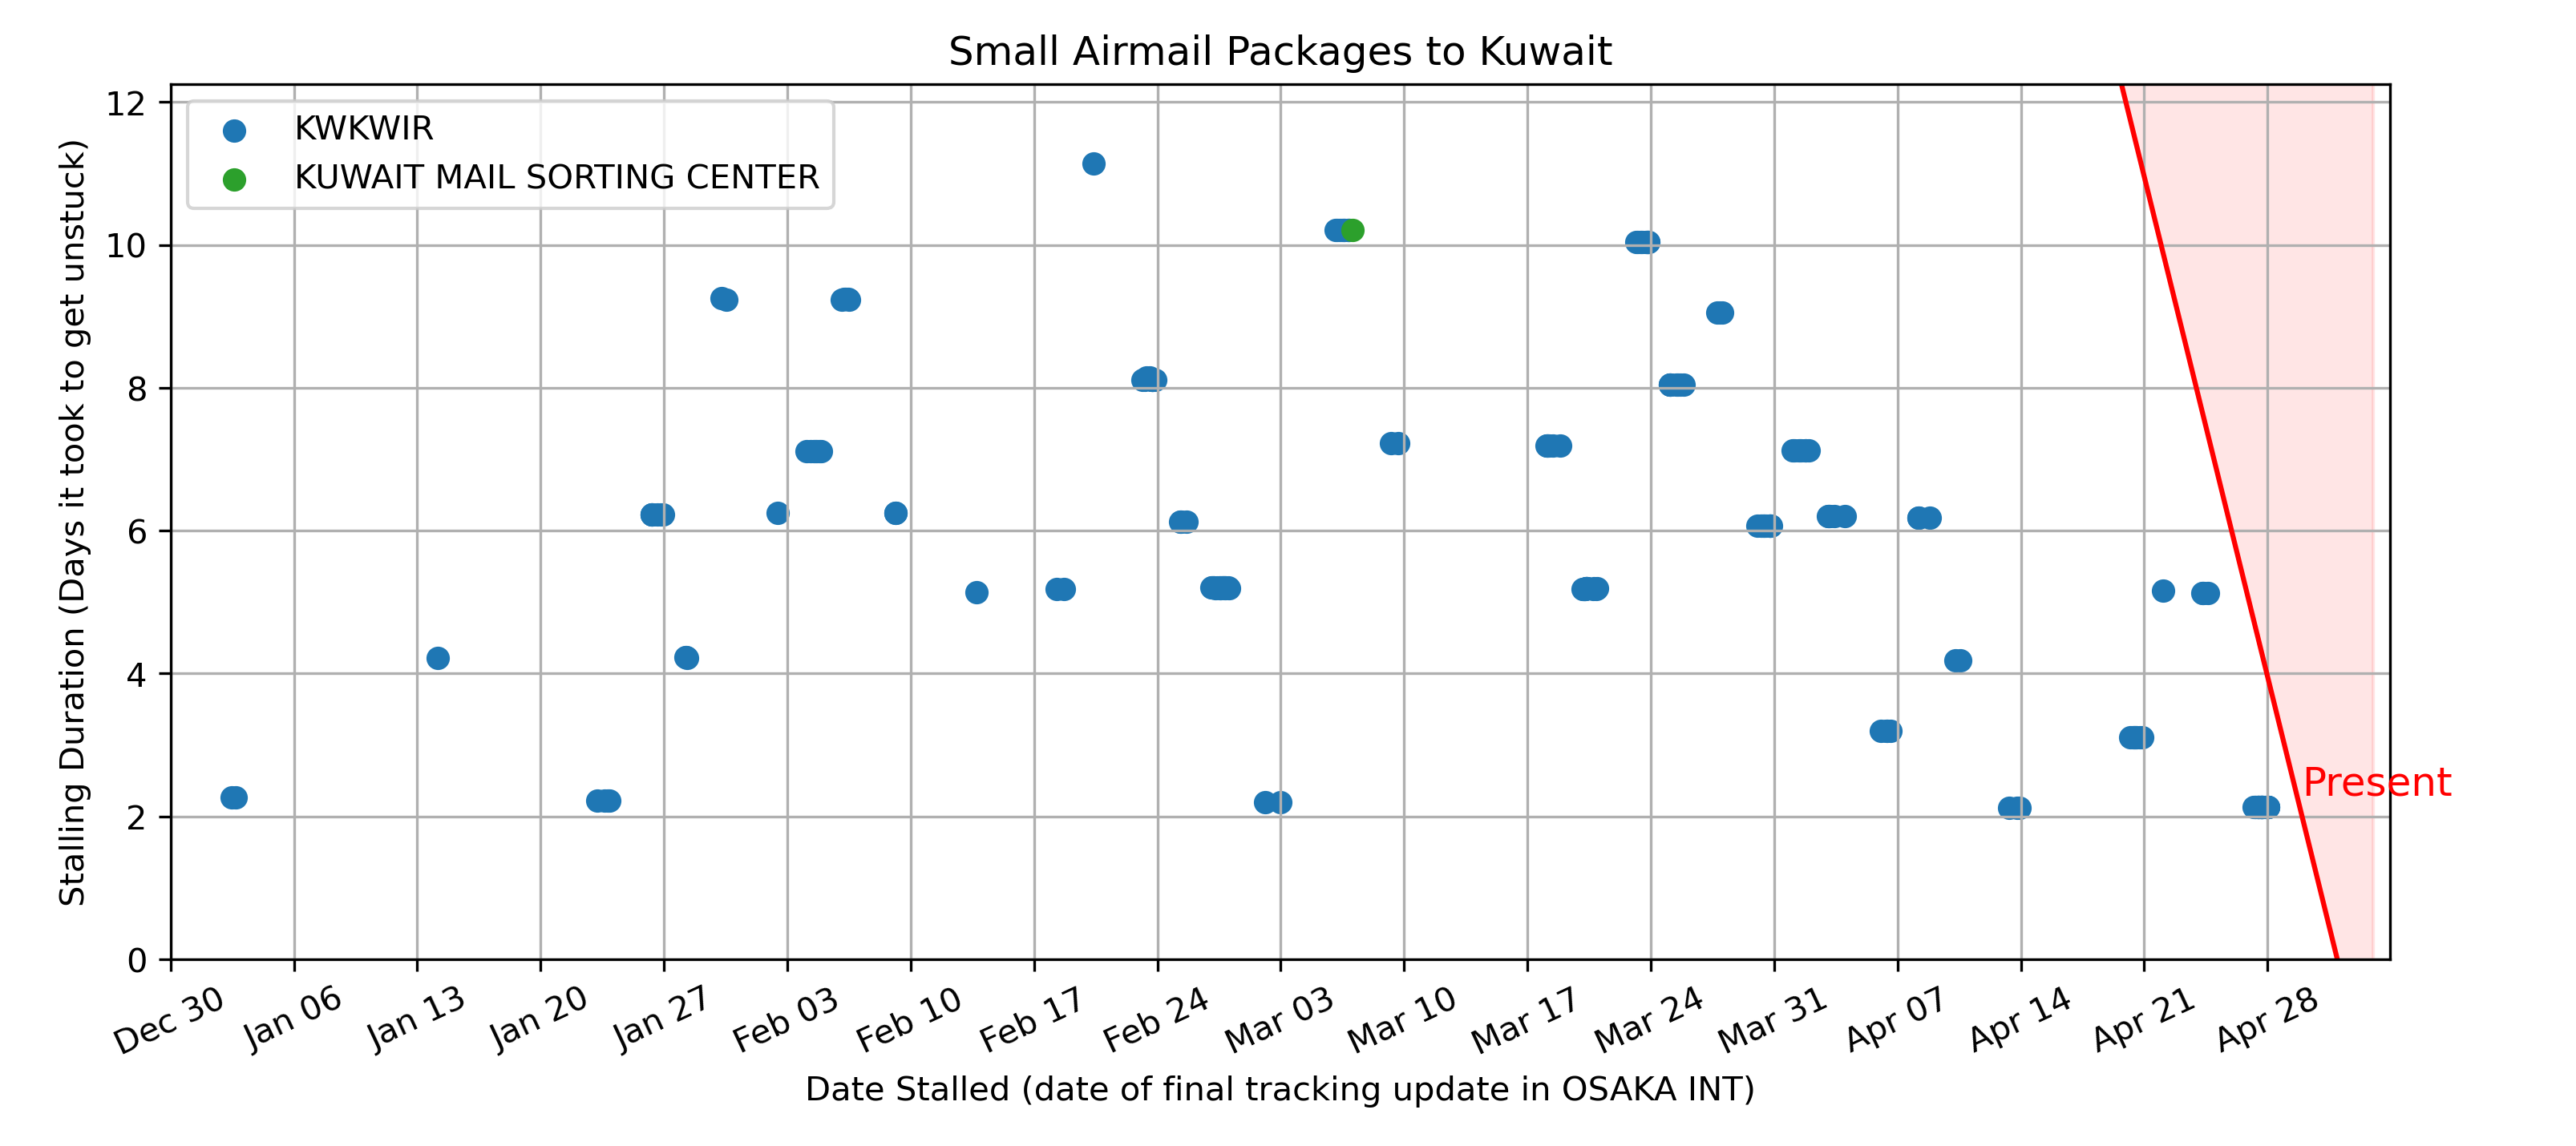 Small Airmail Packages to Kuwait
KWKWIR
KUWAIT MAIL SORTING CENTER
Stalling Duration (Days it took to get unstuck)
12
10
8
6
4
2
0
Present
Dec 30
Jan 06
Jan 13
Jan 20
Jan 27
Feb 03
Feb 10
Feb 17
Feb 24
Mar 03
Mar 10
Mar 17
Mar 24
Mar 31
Apr 07
Apr 14
Apr 21
Apr 28
Date Stalled (date of final tracking update in OSAKA INT)